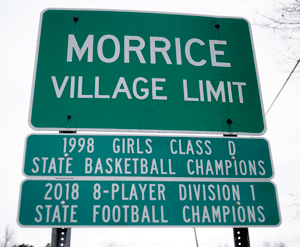 MORRICE
VILLAGE LIMIT
1998 GIRLS CLASS D
STATE BASKETBALL CHAMPIONS
2018 8-PLAYER DIVISION 1
STATE FOOTBALL CHAMPIONS